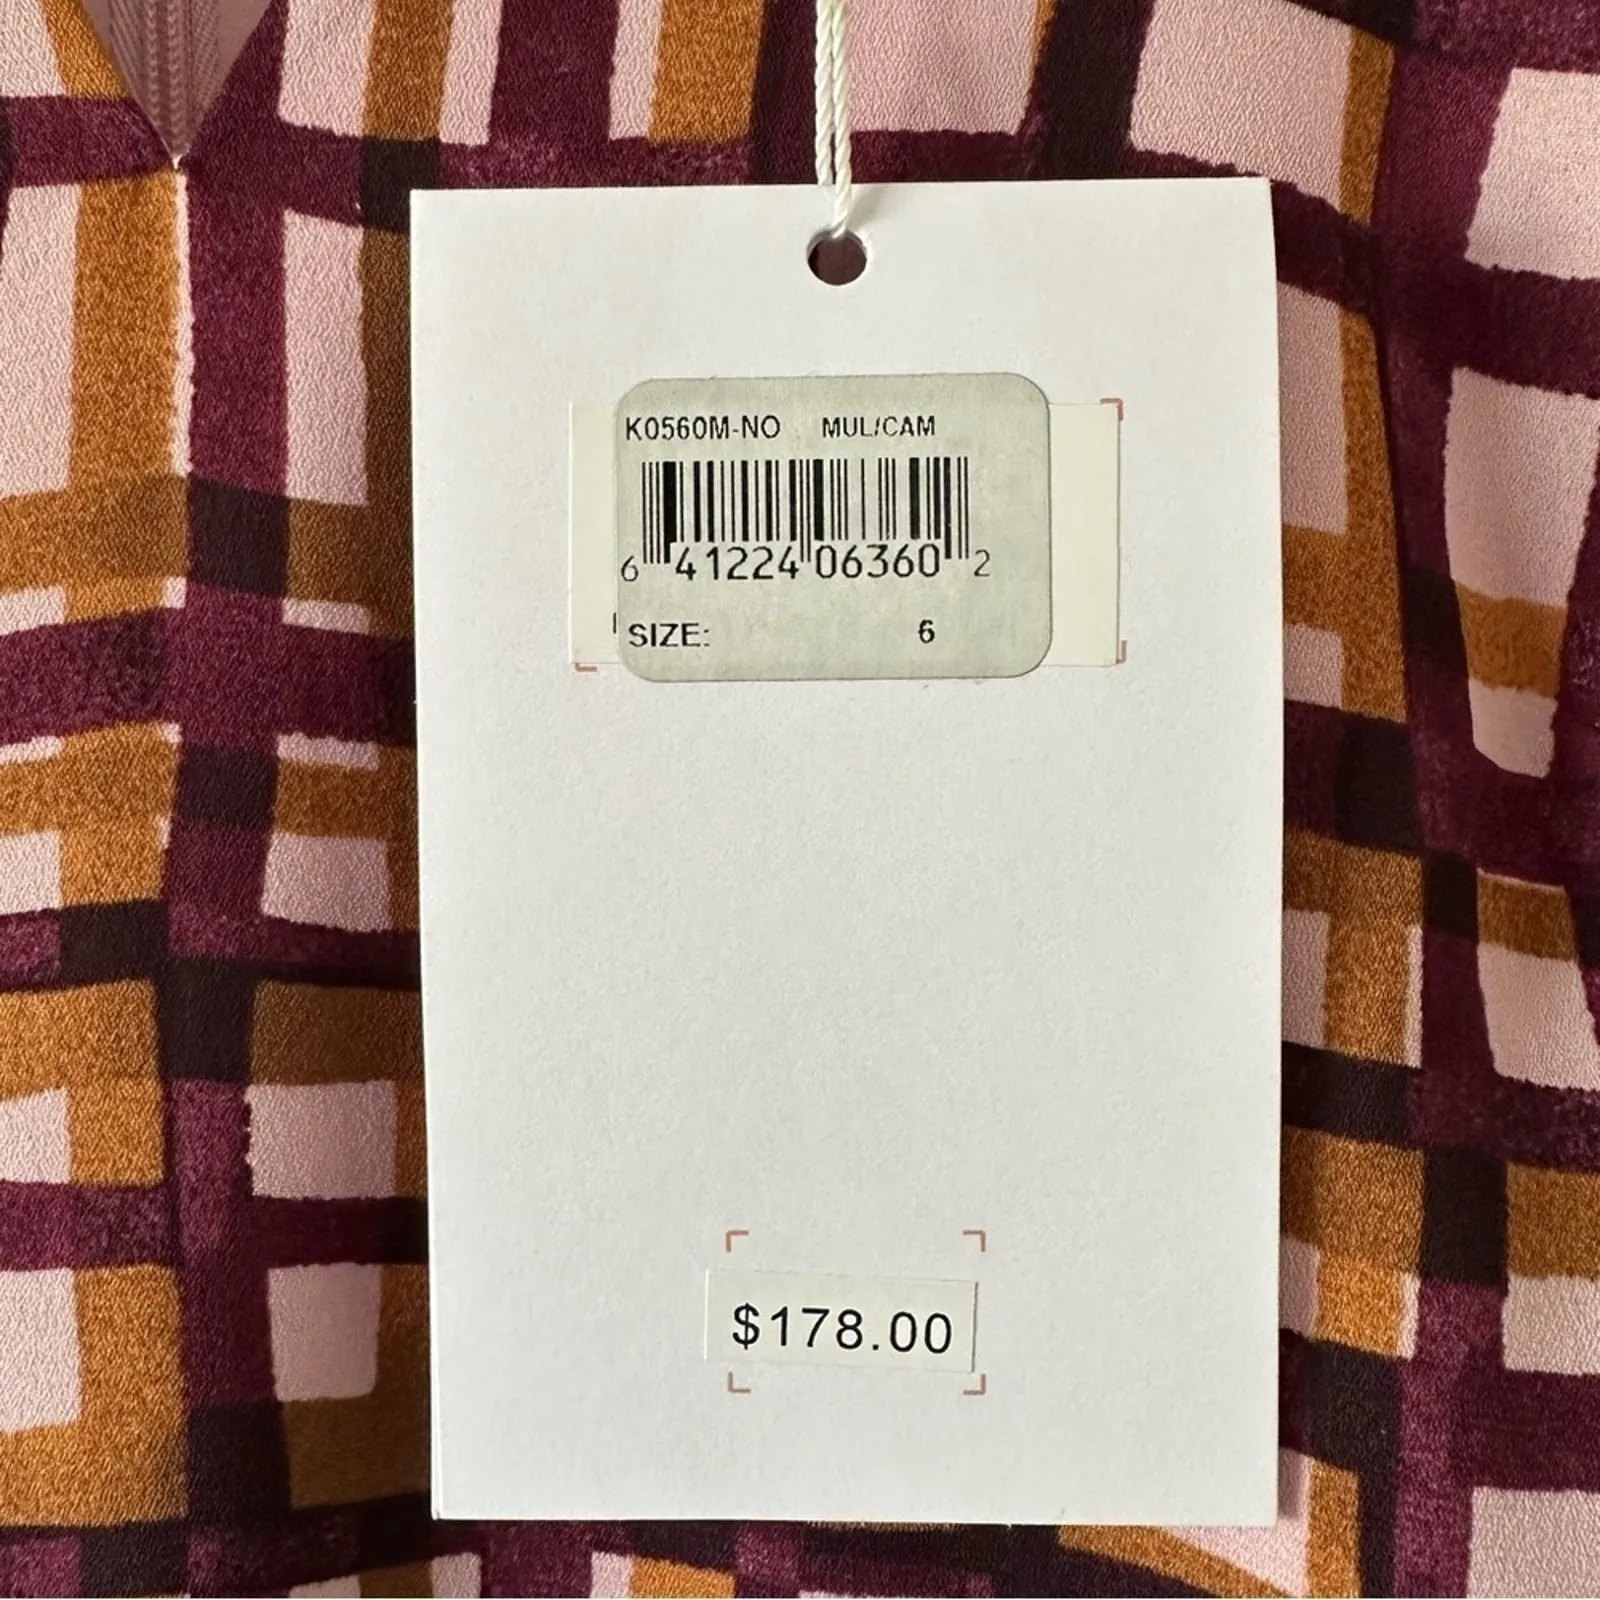 K0560M-NO MUL/CAM
6 41224 06360 2
SIZE: 6
$178.00